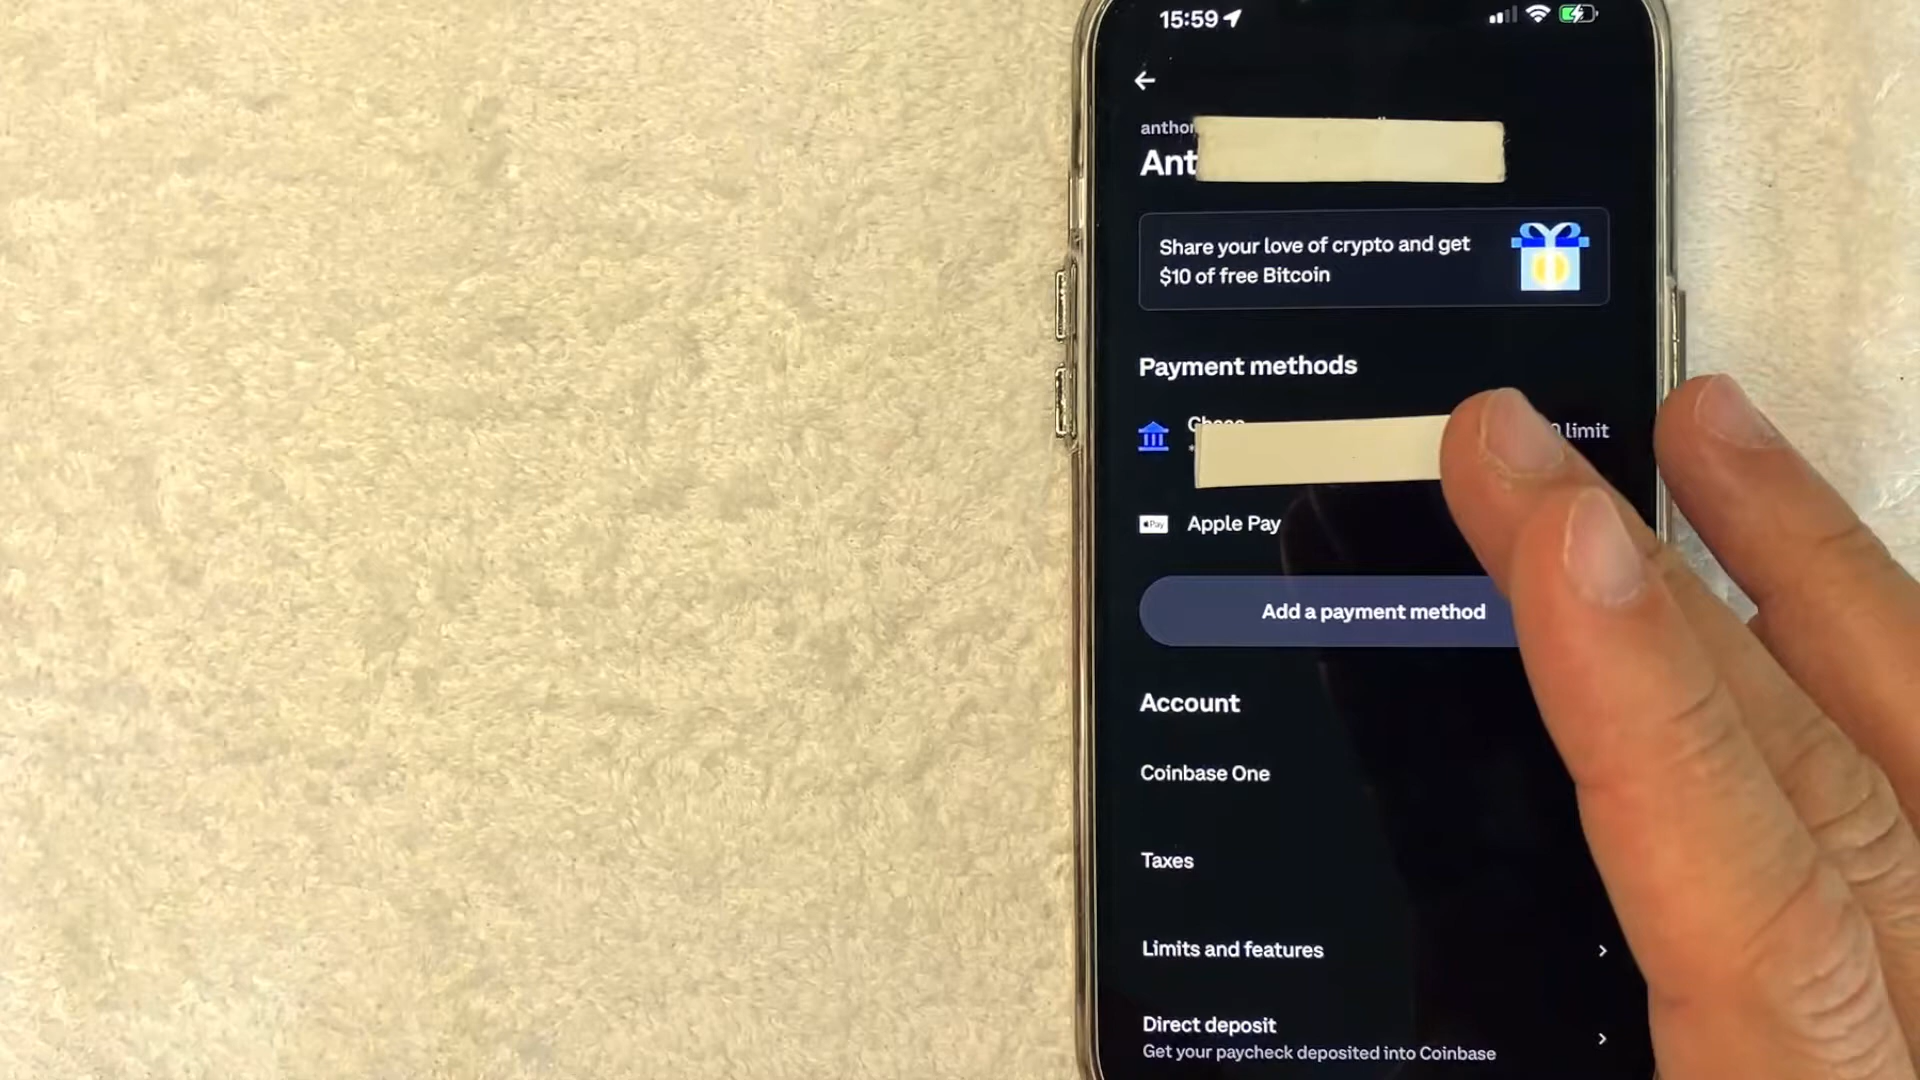 15:59
anthon
Ant
Share your love of crypto and get
$10 of free Bitcoin
Payment methods
Chase
limit
Pay
Apple Pay
Add a payment method
Account
Coinbase One
Taxes
Limits and features
Direct deposit
Get your paycheck deposited into Coinbase